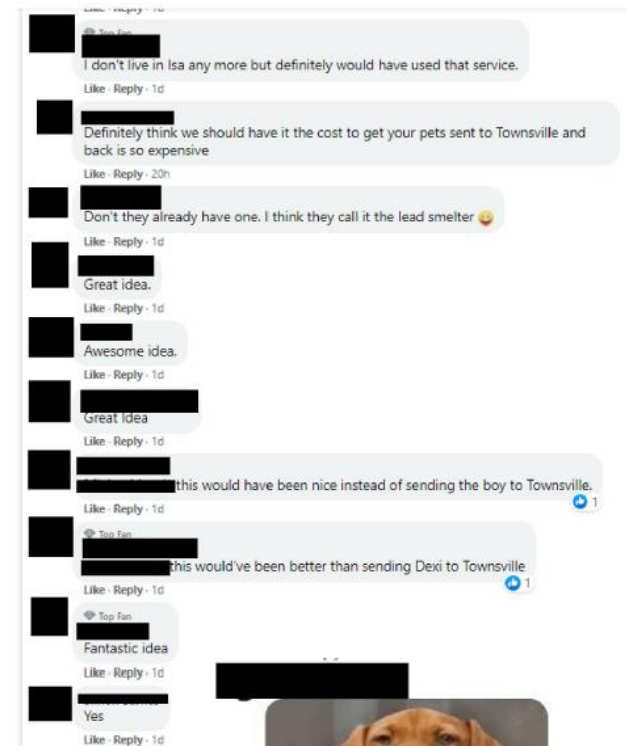 Like · Reply · 1d
Top Fan
I don't live in Isa any more but definitely would have used that service.
Like · Reply · 1d
Definitely think we should have it the cost to get your pets sent to Townsville and
back is so expensive
Like · Reply · 20h
Don't they already have one. I think they call it the lead smelter 😀
Like · Reply · 1d
Great idea.
Like · Reply · 1d
Awesome idea.
Like · Reply · 1d
Great Idea
Like · Reply · 1d
this would have been nice instead of sending the boy to Townsville.
1
Like · Reply · 1d
Top Fan
this would've been better than sending Dexi to Townsville
1
Like · Reply · 1d
Top Fan
Fantastic idea
Like · Reply · 1d
Yes
Like · Reply · 1d